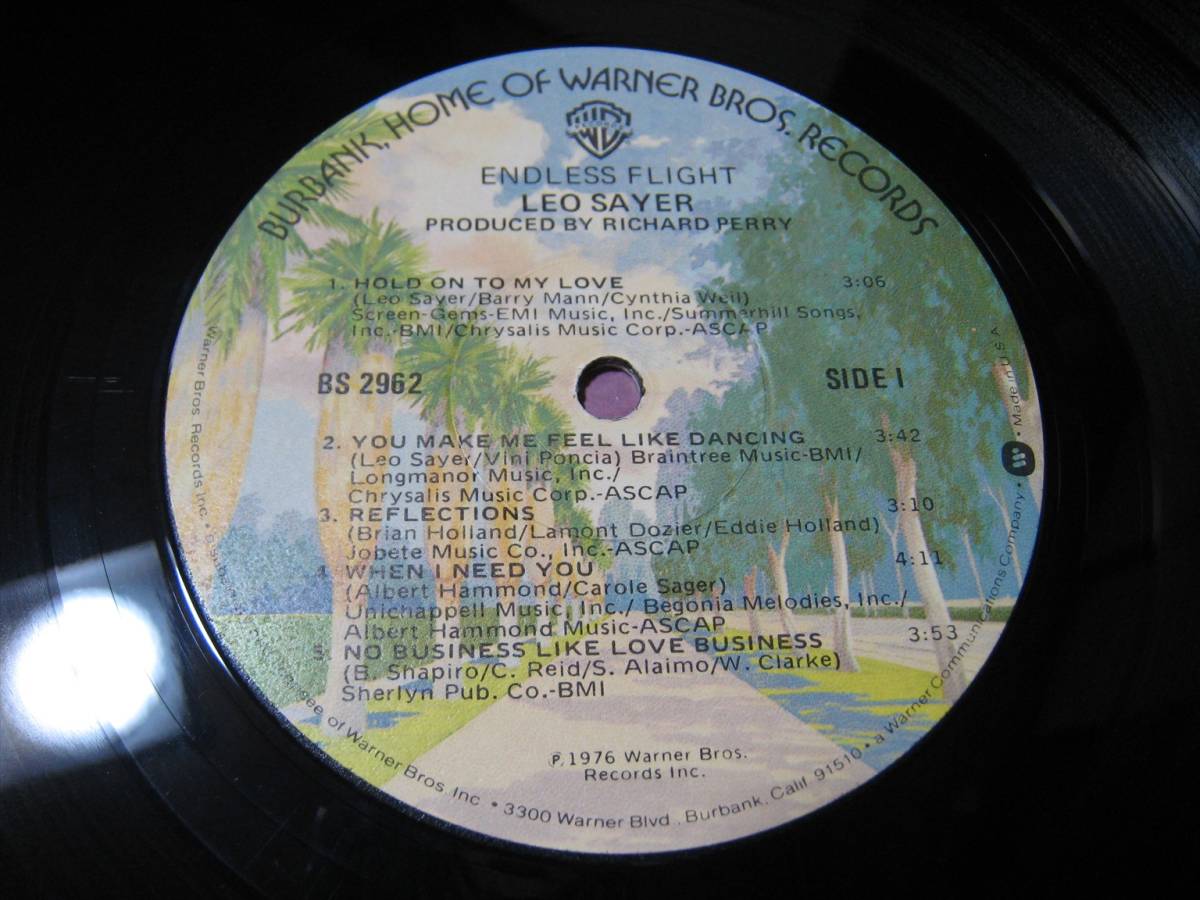 BURBANK, HOME OF WARNER BROS. RECORDS
ENDLESS FLIGHT
LEO SAYER
PRODUCED BY RICHARD PERRY
1. HOLD ON TO MY LOVE 3:06
(Leo Sayer/Barry Mann/Cynthia Weil)
Screen-Gems-EMI Music, Inc./Summerhill Songs,
Inc.-BMI/Chrysalis Music Corp.-ASCAP
BS 2962 SIDE 1
2. YOU MAKE ME FEEL LIKE DANCING 3:42
(Leo Sayer/Vini Poncia) Braintree Music-BMI/
Longmanor Music, Inc./
Chrysalis Music Corp.-ASCAP
3. REFLECTIONS 3:10
(Brian Holland/Lamont Dozier/Eddie Holland)
Jobete Music Co., Inc.-ASCAP
4. WHEN I NEED YOU 4:11
(Albert Hammond/Carole Sager)
Unichappell Music, Inc./ Begonia Melodies, Inc./
Albert Hammond Music-ASCAP
5. NO BUSINESS LIKE LOVE BUSINESS 3:53
(B. Shapiro/C. Reid/S. Alaimo/W. Clarke)
Sherlyn Pub. Co.-BMI
℗ 1976 Warner Bros.
Records Inc.
Warner Bros. Records Inc. • of Warner Bros. Inc. • 3300 Warner Blvd., Burbank, Calif. 91510 • a Warner Communications Company • Made in U.S.A.